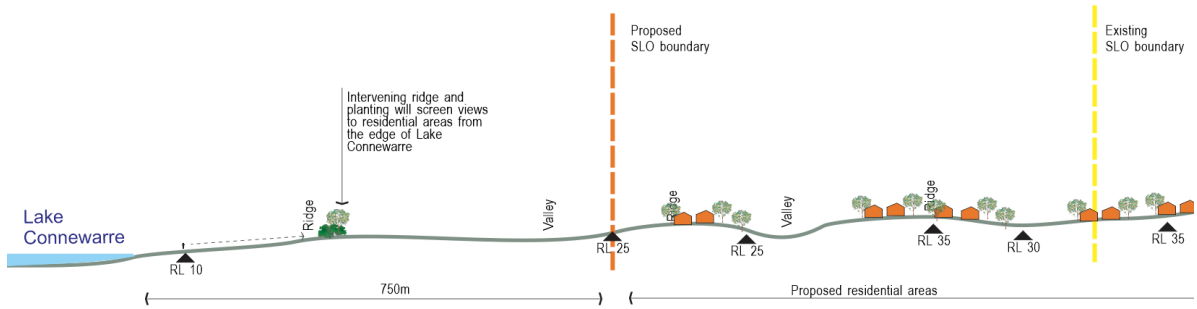 Proposed
SLO boundary
Existing
SLO boundary
Intervening ridge and
planting will screen views
to residential areas from
the edge of Lake
Connewarre
Lake
Connewarre
Ridge
Valley
Ridge
Valley
Ridge
RL 10
RL 25
RL 25
RL 35
RL 30
RL 35
750m
Proposed residential areas